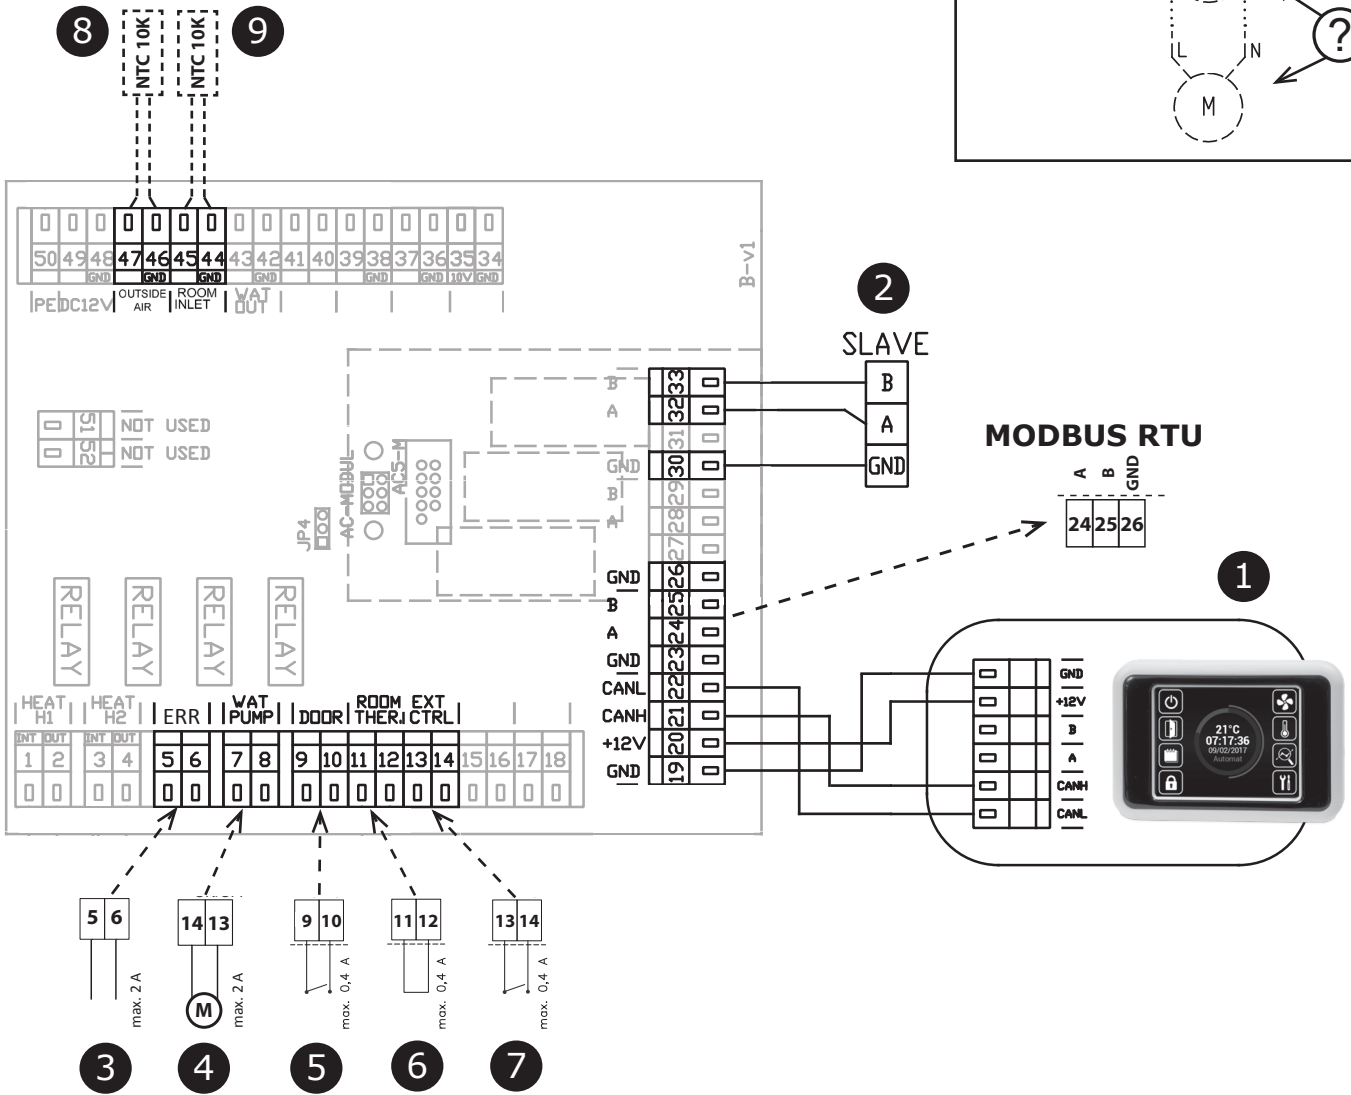 8
NTC 10K
NTC 10K
9
L
N
?
M
50 49 48 47 46 45 44 43 42 41 40 39 38 37 36 35 34
GND GND GND GND GND GND 10V GND
PE DC12V OUTSIDE AIR ROOM INLET WAT OUT
B-v1
2
SLAVE
B
A
GND
51 NOT USED
52 NOT USED
B 33
A 32
31
GND 30
B 29
A 28
27
GND 26
B 25
A 24
GND 23
CANL 22
CANH 21
+12V 20
GND 19
JP4
AC-MODUL
AC5-M
MODBUS RTU
A B GND
24 25 26
1
GND
+12V
B
A
CANH
CANL
21°C
07:17:36
09/02/2017
Automat
RELAY RELAY RELAY RELAY
HEAT H1 HEAT H2 ERR WAT PUMP DOOR ROOM THER. EXT CTRL
INT OUT INT OUT
1 2 3 4 5 6 7 8 9 10 11 12 13 14 15 16 17 18
5 6
14 13
9 10
11 12
13 14
max. 2 A
M
max. 2 A
max. 0,4 A
max. 0,4 A
max. 0,4 A
3
4
5
6
7